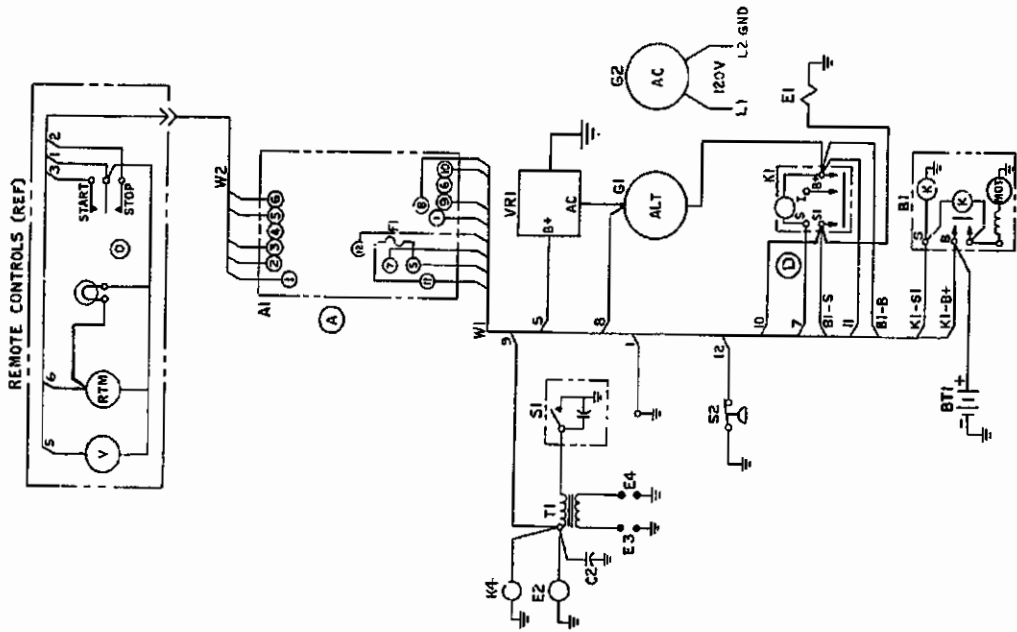 REMOTE CONTROLS (REF)
5
6
3
1
2
V
RTM
START
STOP
D
W2
A1
1
2
3
4
5
6
A
12
F1
8
7
5
11
1
9
6
10
W1
9
5
8
1
12
10
7
B1-S
11
B1-B
K1-S1
K1-B+
VR1
B+
AC
G1
ALT
G2
AC
120V
L1
L2 GND
K1
S
I
B+
S1
D
E1
B1
S
K
K
B
MOT
BT1
+
-
S1
T1
E4
E3
K4
E2
C2
S2